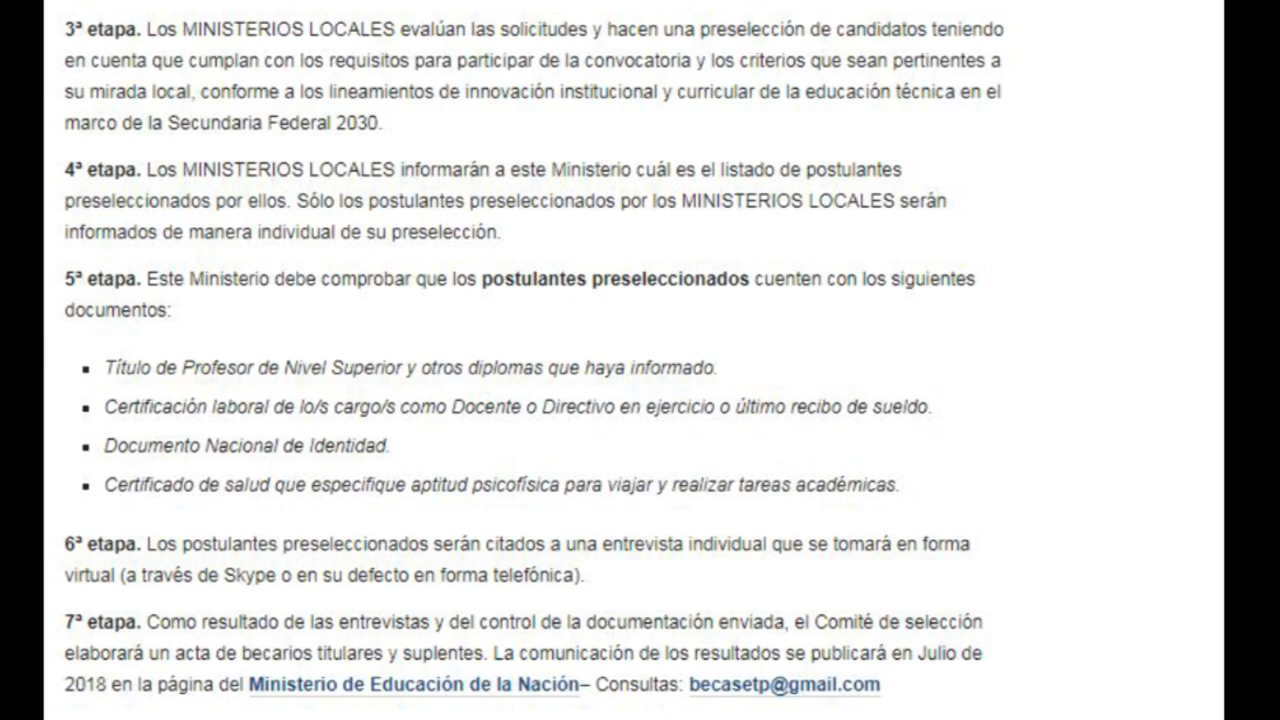 3ª etapa. Los MINISTERIOS LOCALES evalúan las solicitudes y hacen una preselección de candidatos teniendo
en cuenta que cumplan con los requisitos para participar de la convocatoria y los criterios que sean pertinentes a
su mirada local, conforme a los lineamientos de innovación institucional y curricular de la educación técnica en el
marco de la Secundaria Federal 2030.
4ª etapa. Los MINISTERIOS LOCALES informarán a este Ministerio cuál es el listado de postulantes
preseleccionados por ellos. Sólo los postulantes preseleccionados por los MINISTERIOS LOCALES serán
informados de manera individual de su preselección.
5ª etapa. Este Ministerio debe comprobar que los postulantes preseleccionados cuenten con los siguientes
documentos:
▪ Título de Profesor de Nivel Superior y otros diplomas que haya informado.
▪ Certificación laboral de lo/s cargo/s como Docente o Directivo en ejercicio o último recibo de sueldo.
▪ Documento Nacional de Identidad.
▪ Certificado de salud que especifique aptitud psicofísica para viajar y realizar tareas académicas.
6ª etapa. Los postulantes preseleccionados serán citados a una entrevista individual que se tomará en forma
virtual (a través de Skype o en su defecto en forma telefónica).
7ª etapa. Como resultado de las entrevistas y del control de la documentación enviada, el Comité de selección
elaborará un acta de becarios titulares y suplentes. La comunicación de los resultados se publicará en Julio de
2018 en la página del Ministerio de Educación de la Nación– Consultas: becasetp@gmail.com